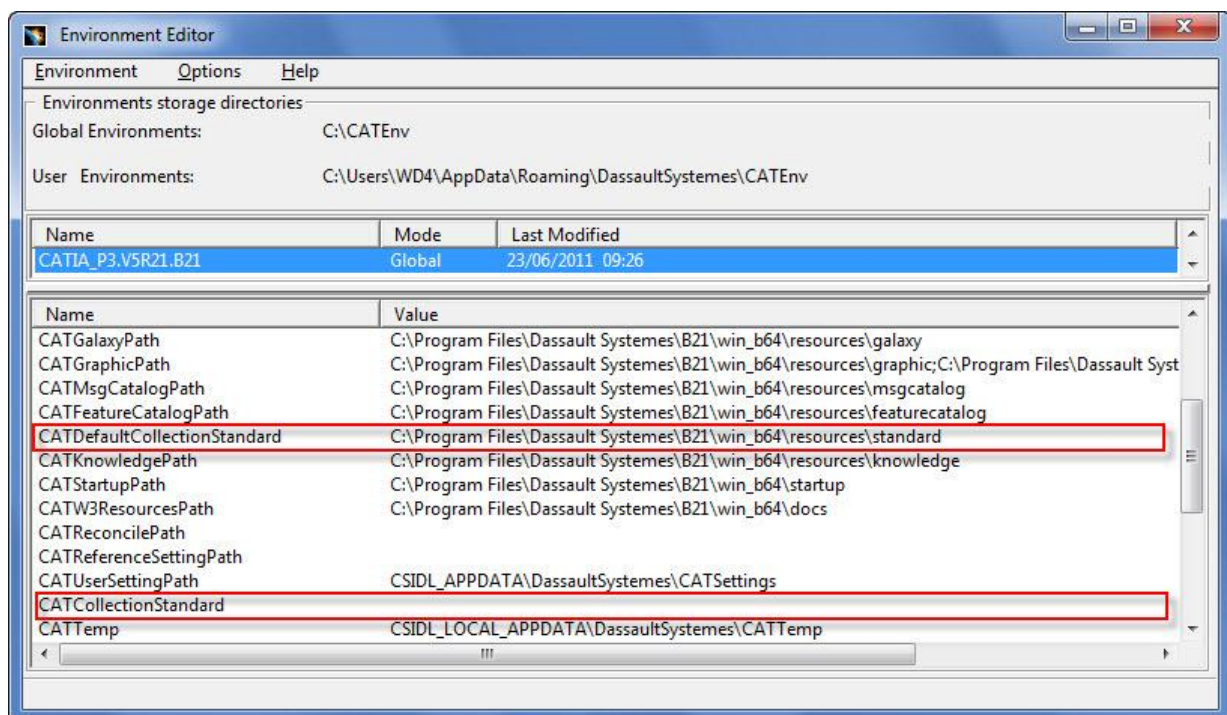 Environment Editor
Environment Options Help
Environments storage directories
Global Environments: C:\CATEnv
User Environments: C:\Users\WD4\AppData\Roaming\DassaultSystemes\CATEnv
Name Mode Last Modified
CATIA_P3.V5R21.B21 Global 23/06/2011 09:26
Name Value
CATGalaxyPath C:\Program Files\Dassault Systemes\B21\win_b64\resources\galaxy
CATGraphicPath C:\Program Files\Dassault Systemes\B21\win_b64\resources\graphic;C:\Program Files\Dassault Syst
CATMsgCatalogPath C:\Program Files\Dassault Systemes\B21\win_b64\resources\msgcatalog
CATFeatureCatalogPath C:\Program Files\Dassault Systemes\B21\win_b64\resources\featurecatalog
CATDefaultCollectionStandard C:\Program Files\Dassault Systemes\B21\win_b64\resources\standard
CATKnowledgePath C:\Program Files\Dassault Systemes\B21\win_b64\resources\knowledge
CATStartupPath C:\Program Files\Dassault Systemes\B21\win_b64\startup
CATW3ResourcesPath C:\Program Files\Dassault Systemes\B21\win_b64\docs
CATReconcilePath
CATReferenceSettingPath
CATUserSettingPath CSIDL_APPDATA\DassaultSystemes\CATSettings
CATCollectionStandard
CATTemp CSIDL_LOCAL_APPDATA\DassaultSystemes\CATTemp